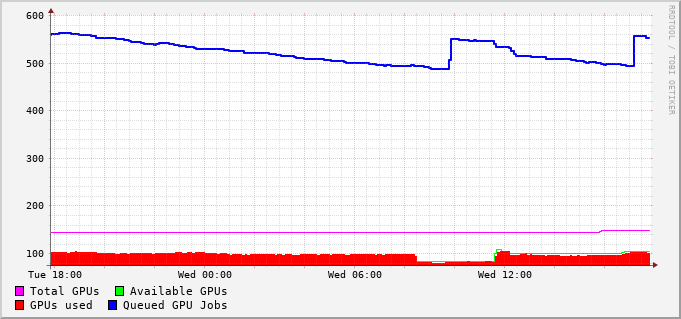 600
500
400
300
200
100
Tue 18:00 Wed 00:00 Wed 06:00 Wed 12:00
Total GPUs Available GPUs
GPUs used Queued GPU Jobs
RRDTOOL / TOBI OETIKER